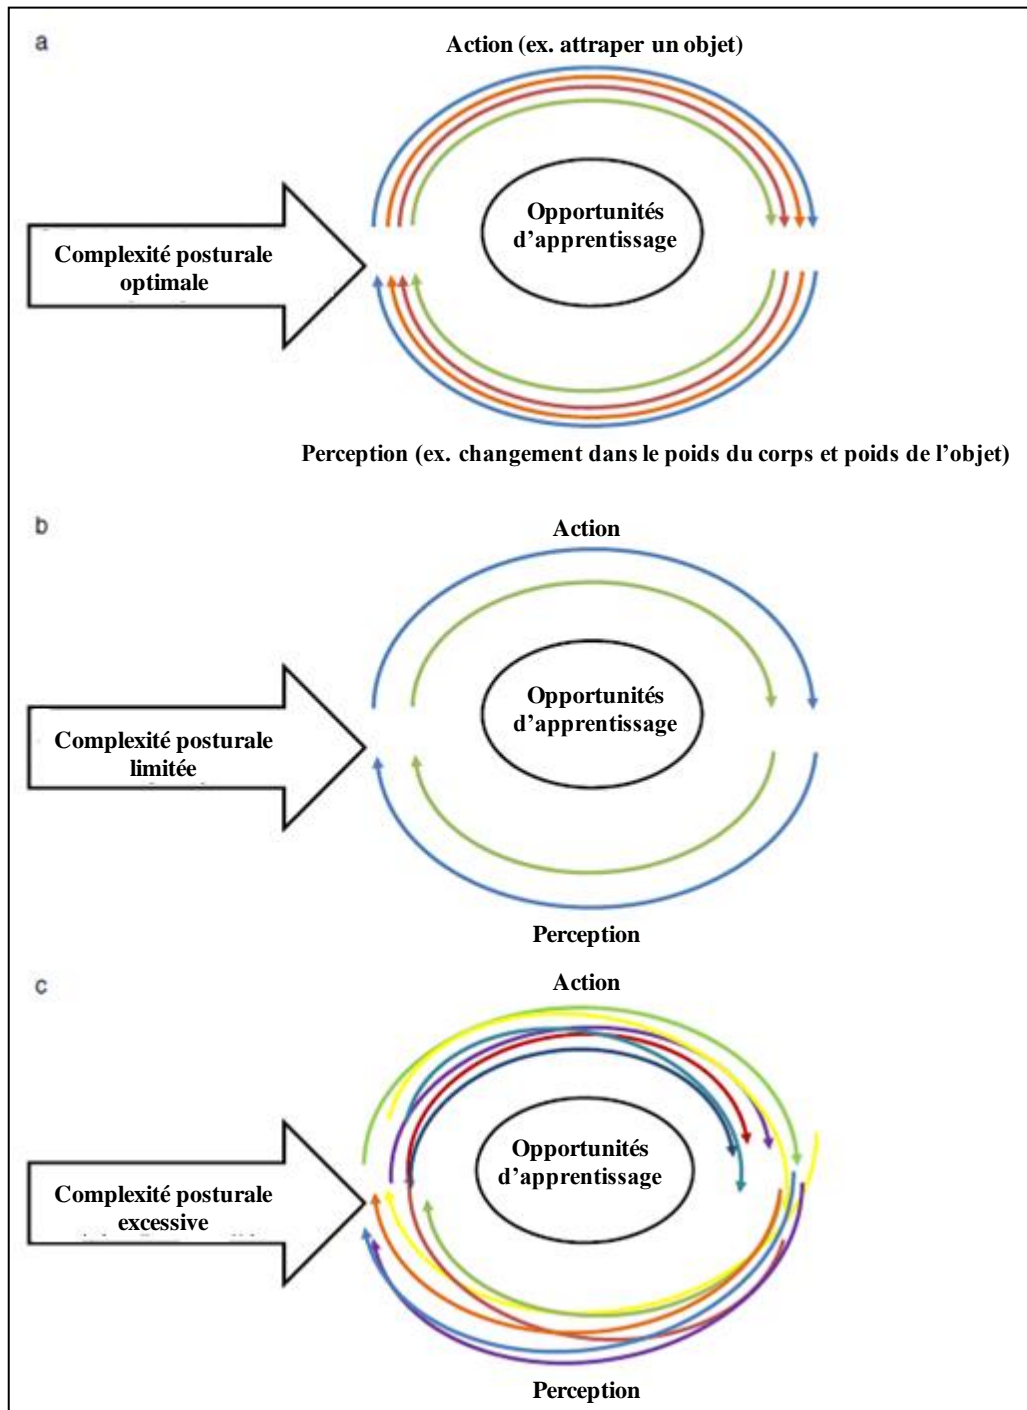 a
Action (ex. attraper un objet)
Opportunités
d’apprentissage
Complexité posturale
optimale
Perception (ex. changement dans le poids du corps et poids de l’objet)
b
Action
Opportunités
d’apprentissage
Complexité posturale
limitée
Perception
c
Action
Opportunités
d’apprentissage
Complexité posturale
excessive
Perception